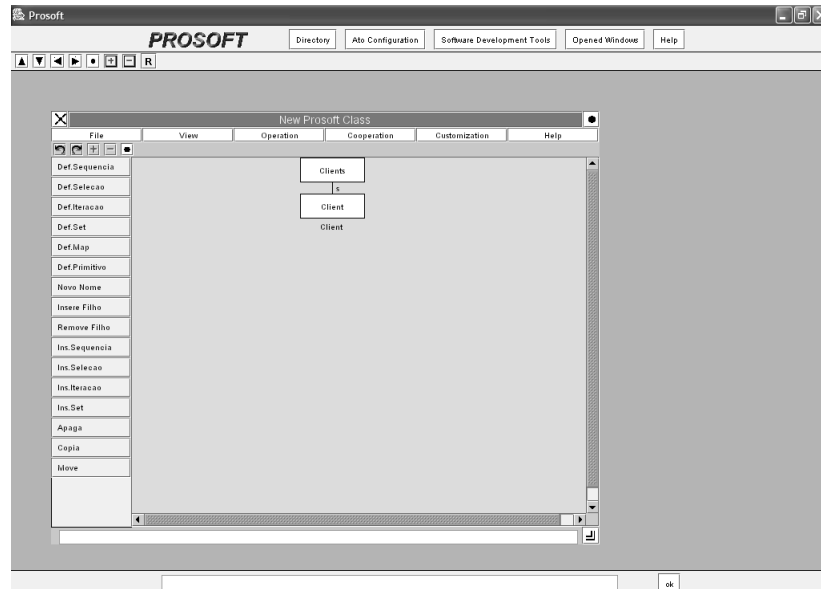 Prosoft
PROSOFT Directory Ato Configuration Software Development Tools Opened Windows Help
R
New Prosoft Class
File View Operation Cooperation Customization Help
Def.Sequencia
Def.Selecao
Def.Iteracao
Def.Set
Def.Map
Def.Primitivo
Novo Nome
Insere Filho
Remove Filho
Ins.Sequencia
Ins.Selecao
Ins.Iteracao
Ins.Set
Apaga
Copia
Move
Clients
s
Client
Client
ok